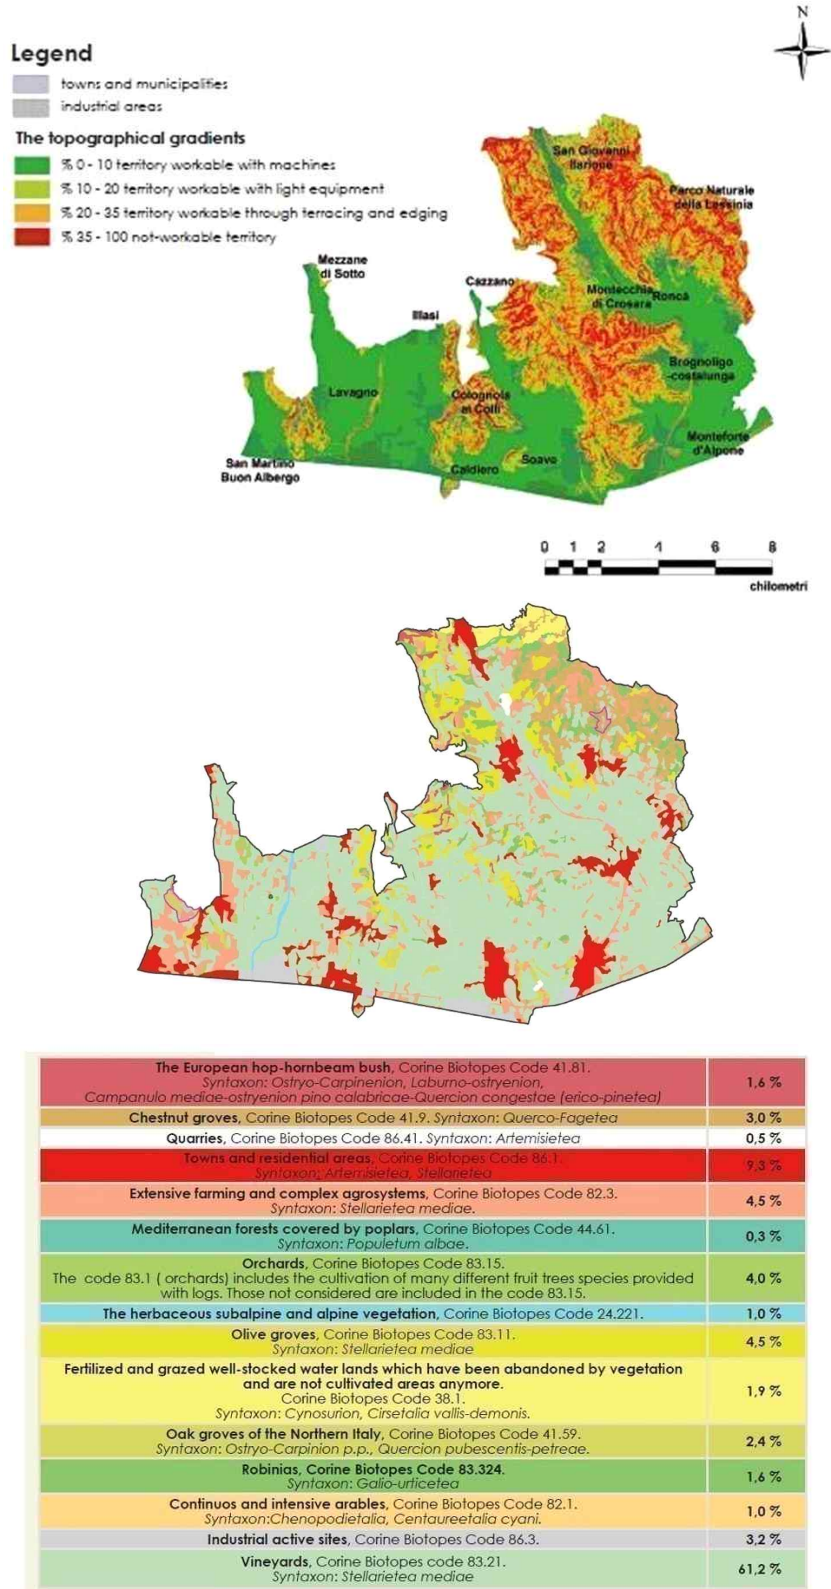 N
Legend
towns and municipalities
industrial areas
The topographical gradients
% 0 - 10 territory workable with machines
% 10 - 20 territory workable with light equipment
% 20 - 35 territory workable through terracing and edging
% 35 - 100 not-workable territory
San Giovanni
Ilarione
Parco Naturale
della Lessinia
Mezzane
di Sotto
Cazzano
Montecchia
di Crosara
Roncà
Illasi
Brognoligo
-costalunga
Lavagno
Colognola
ai Colli
Monteforte
d'Alpone
San Martino
Buon Albergo
Caldiero
Soave
0 1 2 4 6 8
chilometri
The European hop-hornbeam bush, Corine Biotopes Code 41.81.
Syntaxon: Ostryo-Carpinenion, Laburno-ostryenion,
Campanulo mediae-ostryenion pino calabricae-Quercion congestae (erico-pinetea)
1,6 %
Chestnut groves, Corine Biotopes Code 41.9. Syntaxon: Querco-Fagetea
3,0 %
Quarries, Corine Biotopes Code 86.41. Syntaxon: Artemisietea
0,5 %
Towns and residential areas, Corine Biotopes Code 86.1.
Syntaxon: Artemisietea, Stellarietea
9,3 %
Extensive farming and complex agrosystems, Corine Biotopes Code 82.3.
Syntaxon: Stellarietea mediae.
4,5 %
Mediterranean forests covered by poplars, Corine Biotopes Code 44.61.
Syntaxon: Populetum albae.
0,3 %
Orchards, Corine Biotopes Code 83.15.
The code 83.1 ( orchards) includes the cultivation of many different fruit trees species provided
with logs. Those not considered are included in the code 83.15.
4,0 %
The herbaceous subalpine and alpine vegetation, Corine Biotopes Code 24.221.
1,0 %
Olive groves, Corine Biotopes Code 83.11.
Syntaxon: Stellarietea mediae
4,5 %
Fertilized and grazed well-stocked water lands which have been abandoned by vegetation
and are not cultivated areas anymore.
Corine Biotopes Code 38.1.
Syntaxon: Cynosurion, Cirsetalia vallis-demonis.
1,9 %
Oak groves of the Northern Italy, Corine Biotopes Code 41.59.
Syntaxon: Ostryo-Carpinion p.p., Quercion pubescentis-petreae.
2,4 %
Robinias, Corine Biotopes Code 83.324.
Syntaxon: Galio-urticetea
1,6 %
Continuos and intensive arables, Corine Biotopes Code 82.1.
Syntaxon:Chenopodietalia, Centaureetalia cyani.
1,0 %
Industrial active sites, Corine Biotopes Code 86.3.
3,2 %
Vineyards, Corine Biotopes code 83.21.
Syntaxon: Stellarietea mediae
61,2 %